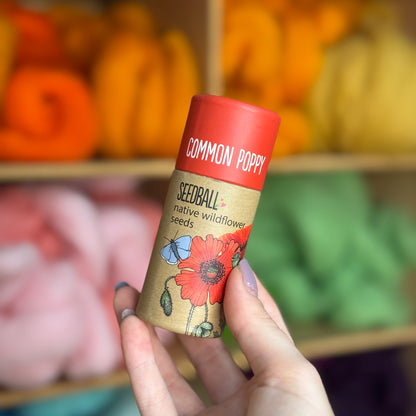 COMMON POPPY
SEEDBALL
native wildflower
seeds